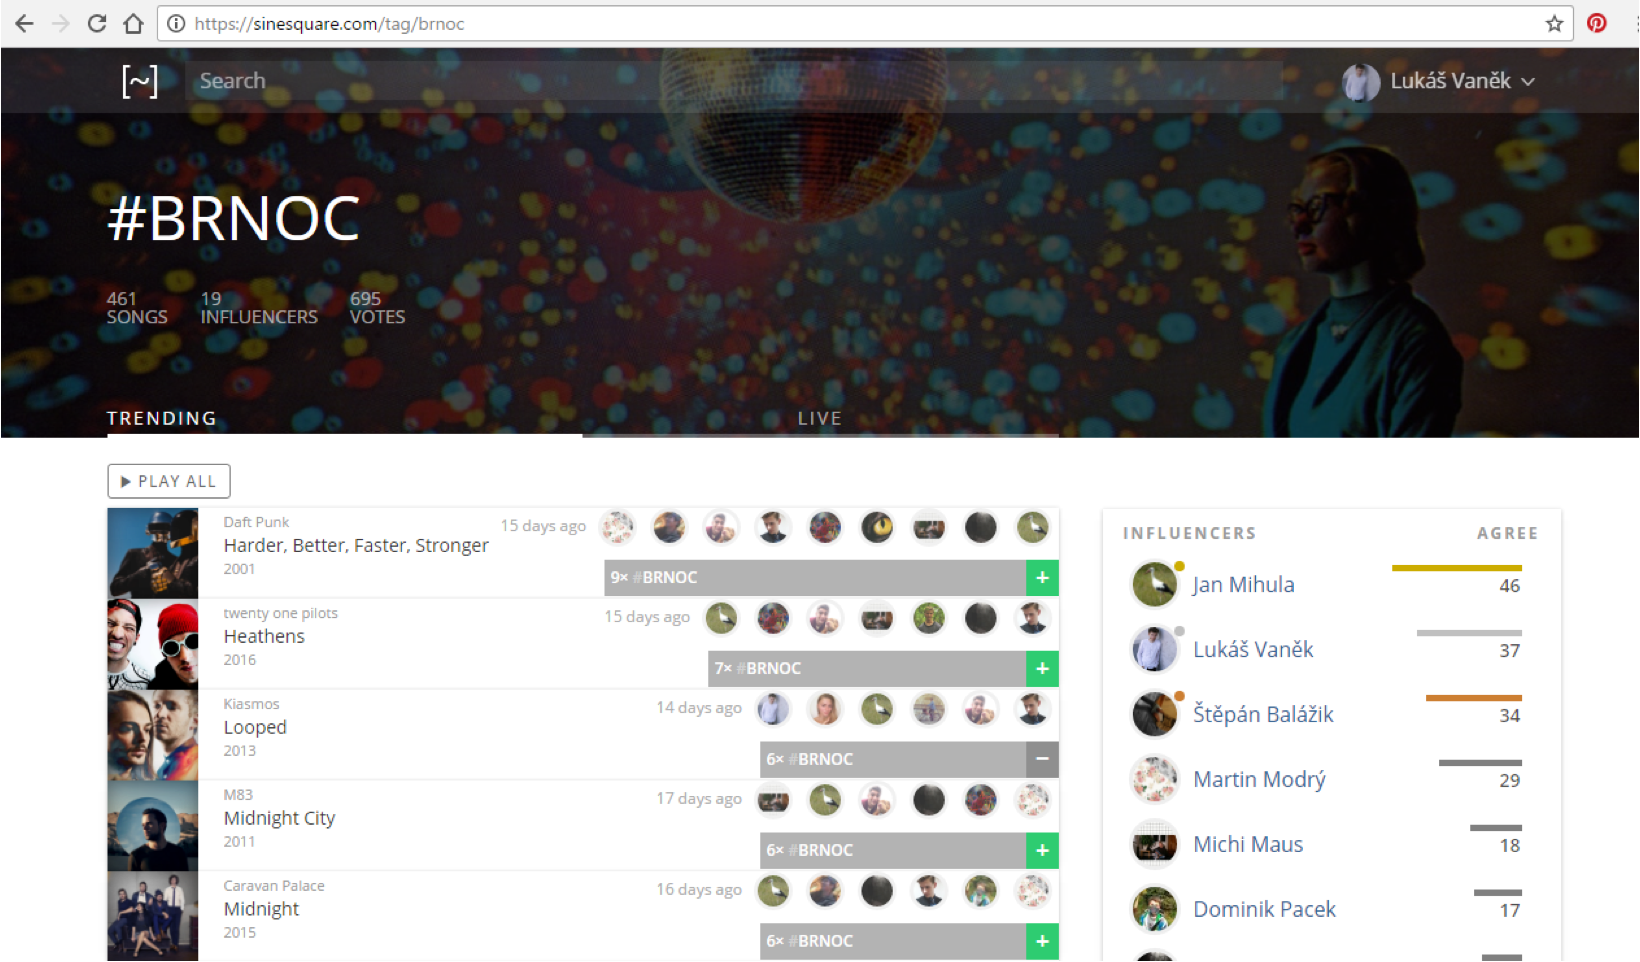 https://sinesquare.com/tag/brnoc
[~] Search Lukáš Vaněk
#BRNOC
461 19 695
SONGS INFLUENCERS VOTES
TRENDING LIVE
PLAY ALL
Daft Punk 15 days ago
Harder, Better, Faster, Stronger
2001
9× #BRNOC +
twenty one pilots 15 days ago
Heathens
2016
7× #BRNOC +
Kiasmos 14 days ago
Looped
2013
6× #BRNOC −
M83 17 days ago
Midnight City
2011
6× #BRNOC +
Caravan Palace 16 days ago
Midnight
2015
6× #BRNOC +
INFLUENCERS AGREE
Jan Mihula 46
Lukáš Vaněk 37
Štěpán Balážik 34
Martin Modrý 29
Michi Maus 18
Dominik Pacek 17